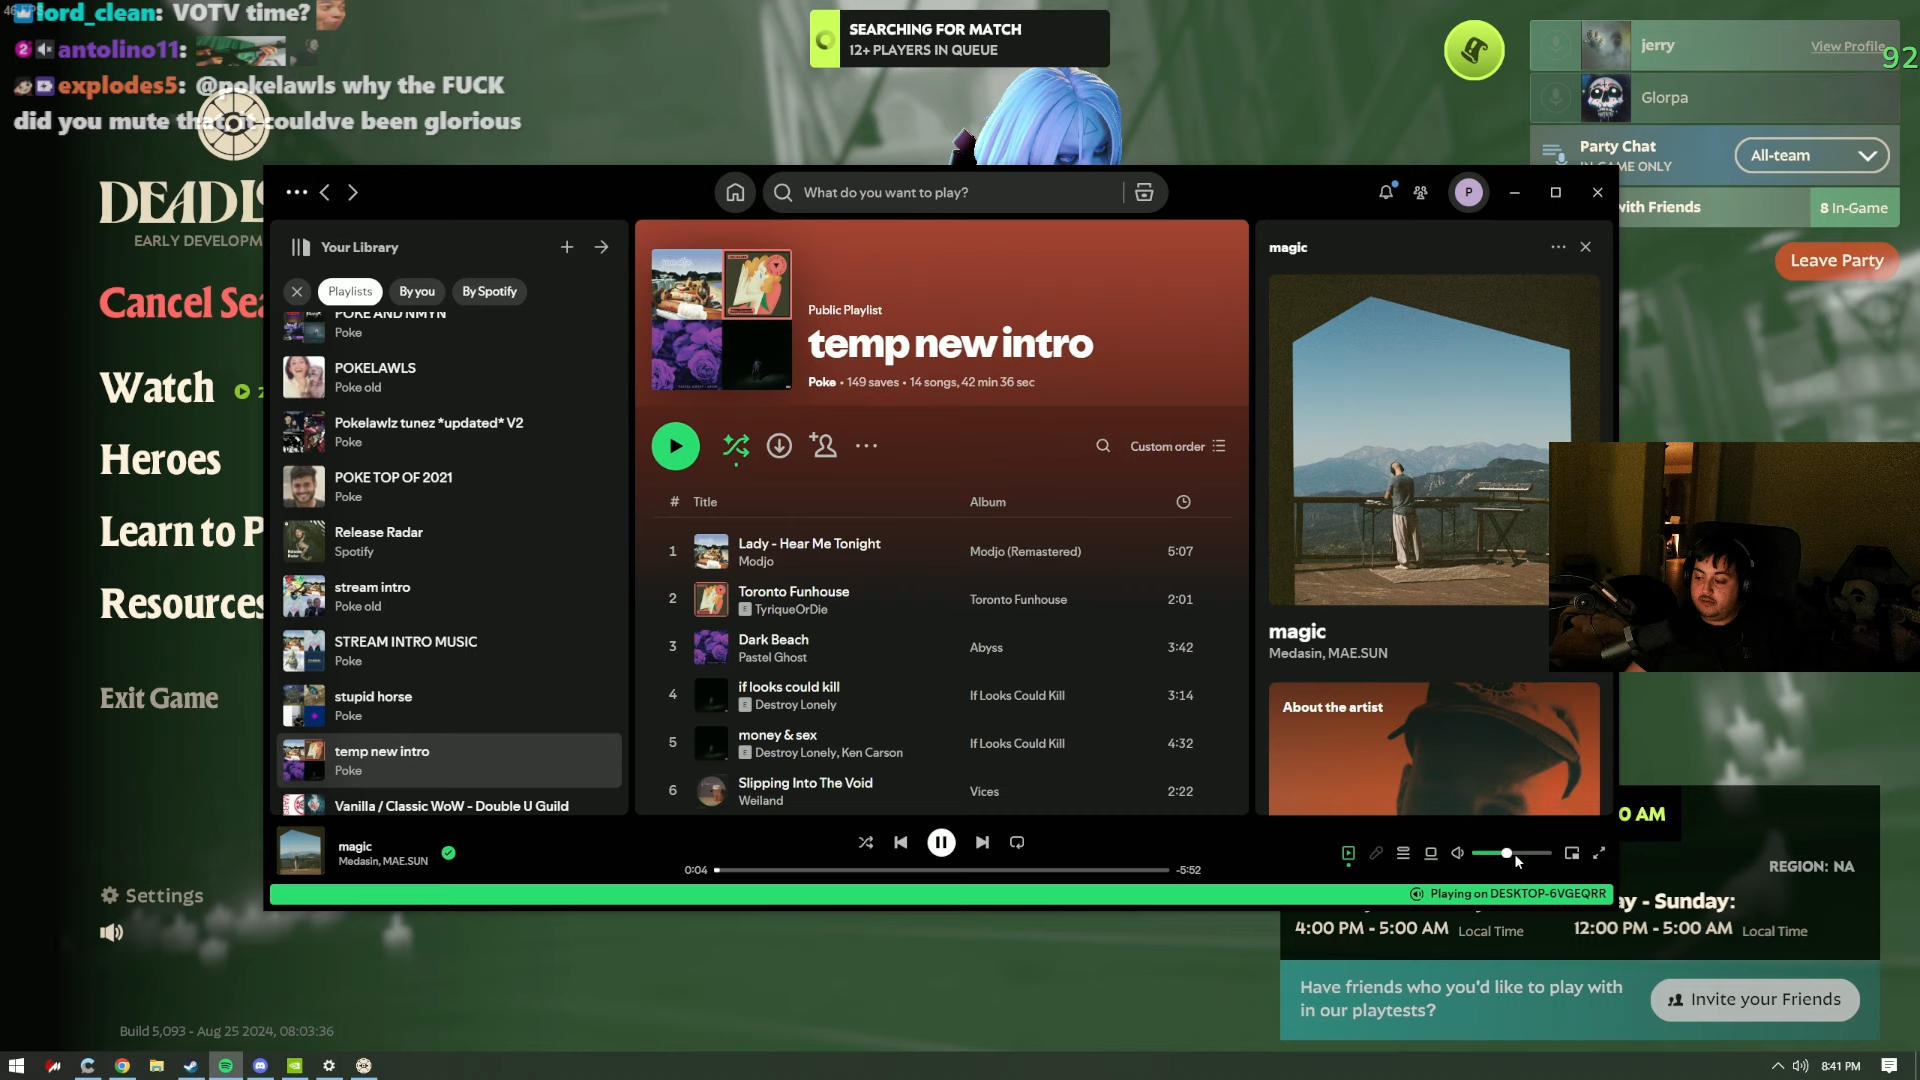 lord_clean: VOTV time?
antolino11:
explodes5: @pokelawls why the FUCK
did you mute that, it couldve been glorious
SEARCHING FOR MATCH
12+ PLAYERS IN QUEUE
jerry
View Profile
92
Glorpa
Party Chat
IN GAME ONLY
All-team
with Friends
8 In-Game
Leave Party
DEADL
EARLY DEVELOPM
Cancel Sea
Watch
Heroes
Learn to P
Resources
Exit Game
Settings
Build 5,093 - Aug 25 2024, 08:03:36
What do you want to play?
P
Your Library
Playlists
By you
By Spotify
POKE AND NMYN
Poke
POKELAWLS
Poke old
Pokelawlz tunez *updated* V2
Poke
POKE TOP OF 2021
Poke
Release Radar
Spotify
stream intro
Poke old
STREAM INTRO MUSIC
Poke
stupid horse
Poke
temp new intro
Poke
Vanilla / Classic WoW - Double U Guild
Public Playlist
temp new intro
Poke • 149 saves • 14 songs, 42 min 36 sec
Custom order
# Title Album
1 Lady - Hear Me Tonight Modjo (Remastered) 5:07
Modjo
2 Toronto Funhouse Toronto Funhouse 2:01
E TyriqueOrDie
3 Dark Beach Abyss 3:42
Pastel Ghost
4 if looks could kill If Looks Could Kill 3:14
E Destroy Lonely
5 money & sex If Looks Could Kill 4:32
E Destroy Lonely, Ken Carson
6 Slipping Into The Void Vices 2:22
Weiland
magic
magic
Medasin, MAE.SUN
About the artist
magic
Medasin, MAE.SUN
0:04
-5:52
Playing on DESKTOP-6VGEQRR
0 AM
REGION: NA
ay - Sunday:
4:00 PM - 5:00 AM Local Time
12:00 PM - 5:00 AM Local Time
Have friends who you'd like to play with
in our playtests?
Invite your Friends
8:41 PM